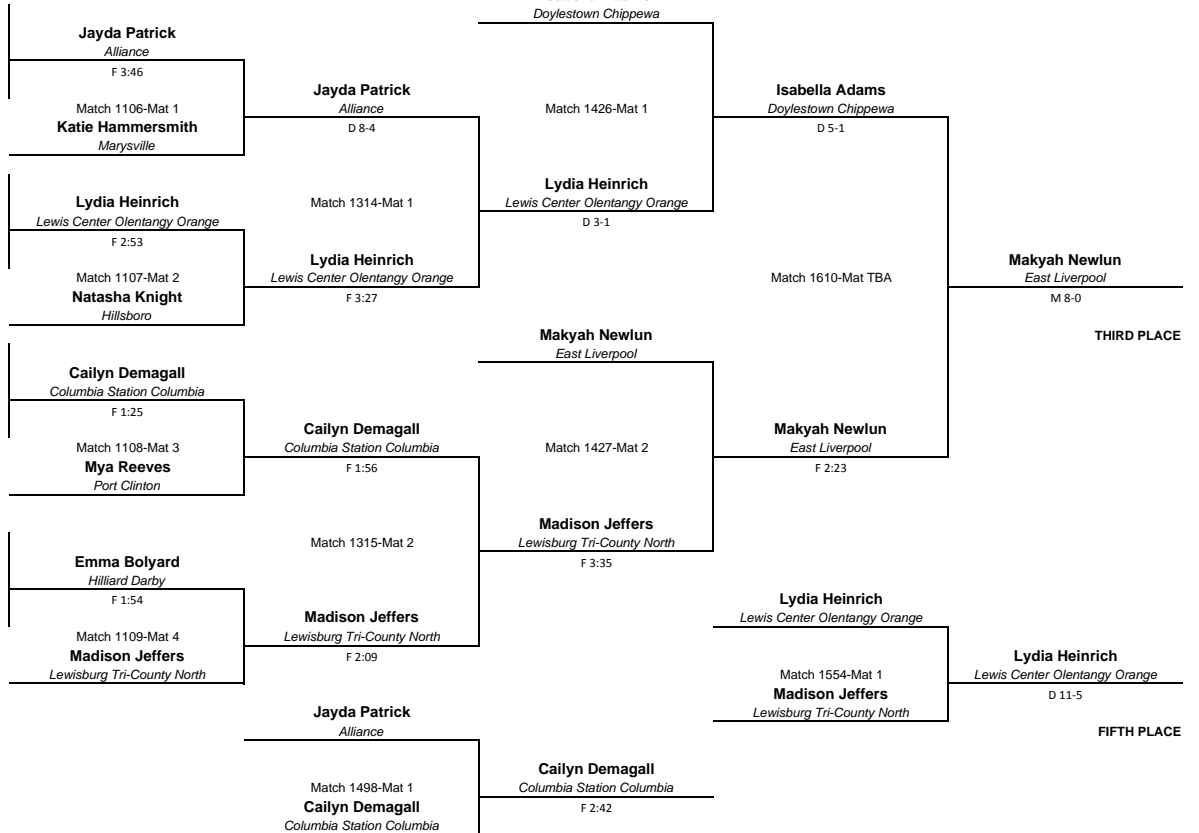 Doylestown Chippewa
Jayda Patrick
Alliance
F 3:46
Match 1106-Mat 1
Katie Hammersmith
Marysville
Jayda Patrick
Alliance
D 8-4
Match 1426-Mat 1
Isabella Adams
Doylestown Chippewa
D 5-1
Lydia Heinrich
Lewis Center Olentangy Orange
F 2:53
Match 1107-Mat 2
Natasha Knight
Hillsboro
Match 1314-Mat 1
Lydia Heinrich
Lewis Center Olentangy Orange
F 3:27
Lydia Heinrich
Lewis Center Olentangy Orange
D 3-1
Match 1610-Mat TBA
Makyah Newlun
East Liverpool
M 8-0
THIRD PLACE
Makyah Newlun
East Liverpool
Cailyn Demagall
Columbia Station Columbia
F 1:25
Match 1108-Mat 3
Mya Reeves
Port Clinton
Cailyn Demagall
Columbia Station Columbia
F 1:56
Match 1427-Mat 2
Makyah Newlun
East Liverpool
F 2:23
Match 1315-Mat 2
Madison Jeffers
Lewisburg Tri-County North
F 3:35
Emma Bolyard
Hilliard Darby
F 1:54
Match 1109-Mat 4
Madison Jeffers
Lewisburg Tri-County North
Madison Jeffers
Lewisburg Tri-County North
F 2:09
Lydia Heinrich
Lewis Center Olentangy Orange
Match 1554-Mat 1
Madison Jeffers
Lewisburg Tri-County North
Lydia Heinrich
Lewis Center Olentangy Orange
D 11-5
FIFTH PLACE
Jayda Patrick
Alliance
Match 1498-Mat 1
Cailyn Demagall
Columbia Station Columbia
Cailyn Demagall
Columbia Station Columbia
F 2:42